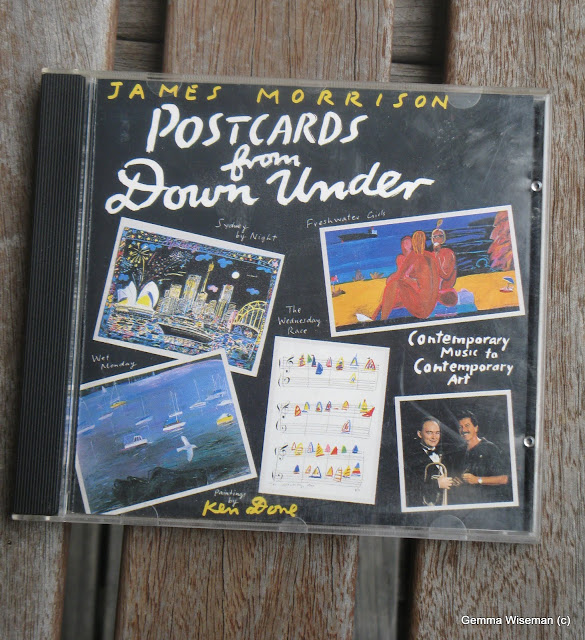 JAMES MORRISON
POSTCARDS
from
Down Under
Sydney
by Night
Freshwater Girls
The
Wednesday
Race
Contemporary
Music to
Contemporary
Art
Wet
Monday
Paintings
by
Ken Done
Gemma Wiseman (c)